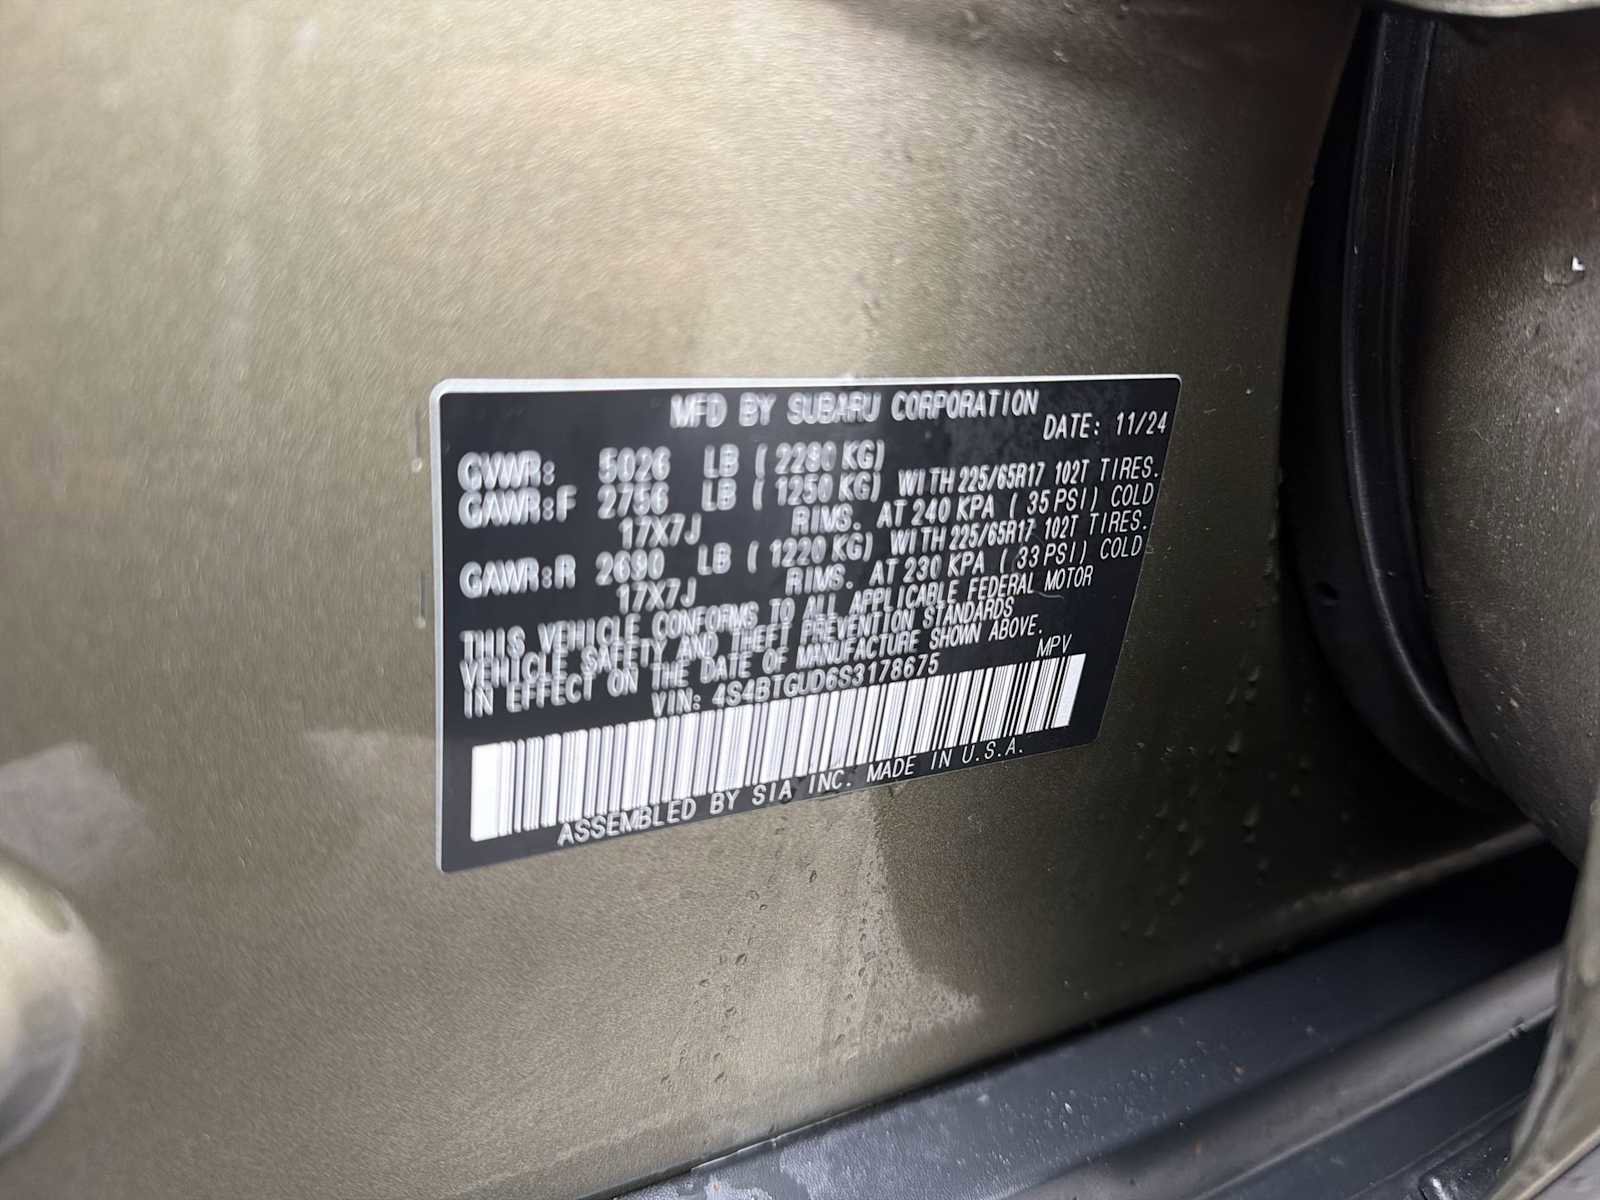 MFD BY SUBARU CORPORATION
DATE: 11/24
GVWR: 5026 LB ( 2280 KG)
GAWR:F 2756 LB ( 1250 KG) WITH 225/65R17 102T TIRES.
17X7J RIMS. AT 240 KPA ( 35 PSI) COLD
GAWR:R 2690 LB ( 1220 KG) WITH 225/65R17 102T TIRES.
17X7J RIMS. AT 230 KPA ( 33 PSI) COLD
THIS VEHICLE CONFORMS TO ALL APPLICABLE FEDERAL MOTOR
VEHICLE SAFETY AND THEFT PREVENTION STANDARDS
IN EFFECT ON THE DATE OF MANUFACTURE SHOWN ABOVE.
VIN: 4S4BTGUD6S3178675 MPV
ASSEMBLED BY SIA INC. MADE IN U.S.A.